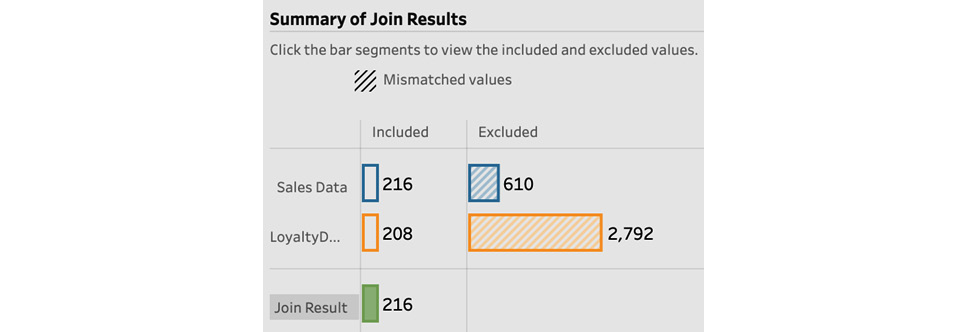 Summary of Join Results
Click the bar segments to view the included and excluded values.
Mismatched values
Included Excluded
Sales Data 216 610
LoyaltyD... 208 2,792
Join Result 216